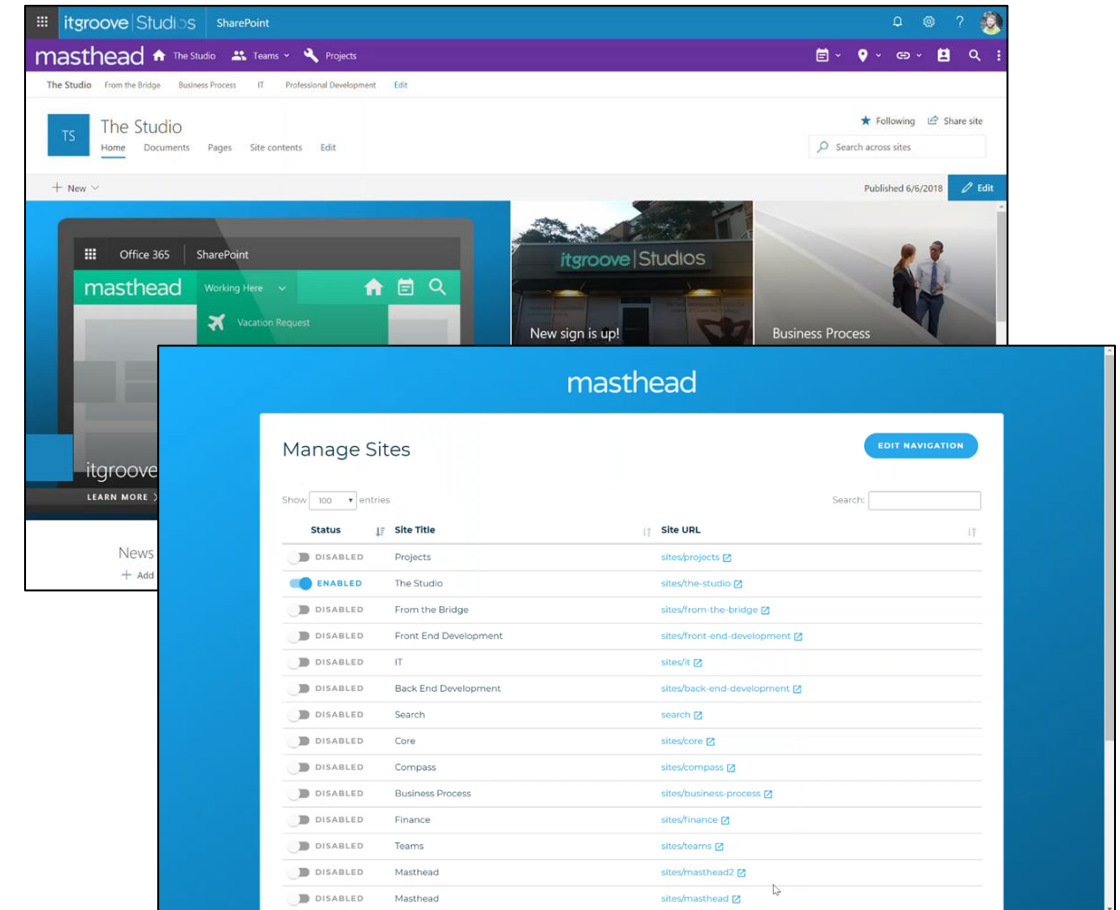 itgroove Studios SharePoint
masthead The Studio Teams Projects
The Studio From the Bridge Business Process IT Professional Development Edit
TS
The Studio
Following Share site
Home Documents Pages Site contents Edit
Search across sites
+ New
Published 6/6/2018 Edit
Office 365 SharePoint
masthead Working Here
Vacation Request
itgroove
LEARN MORE
itgroove Studios
New sign is up!
Business Process
News
+ Add
masthead
Manage Sites
EDIT NAVIGATION
Show 100 entries
Search:
Status Site Title Site URL
DISABLED Projects sites/projects
ENABLED The Studio sites/the-studio
DISABLED From the Bridge sites/from-the-bridge
DISABLED Front End Development sites/front-end-development
DISABLED IT sites/it
DISABLED Back End Development sites/back-end-development
DISABLED Search search
DISABLED Core sites/core
DISABLED Compass sites/compass
DISABLED Business Process sites/business-process
DISABLED Finance sites/finance
DISABLED Teams sites/teams
DISABLED Masthead sites/masthead2
DISABLED Masthead sites/masthead